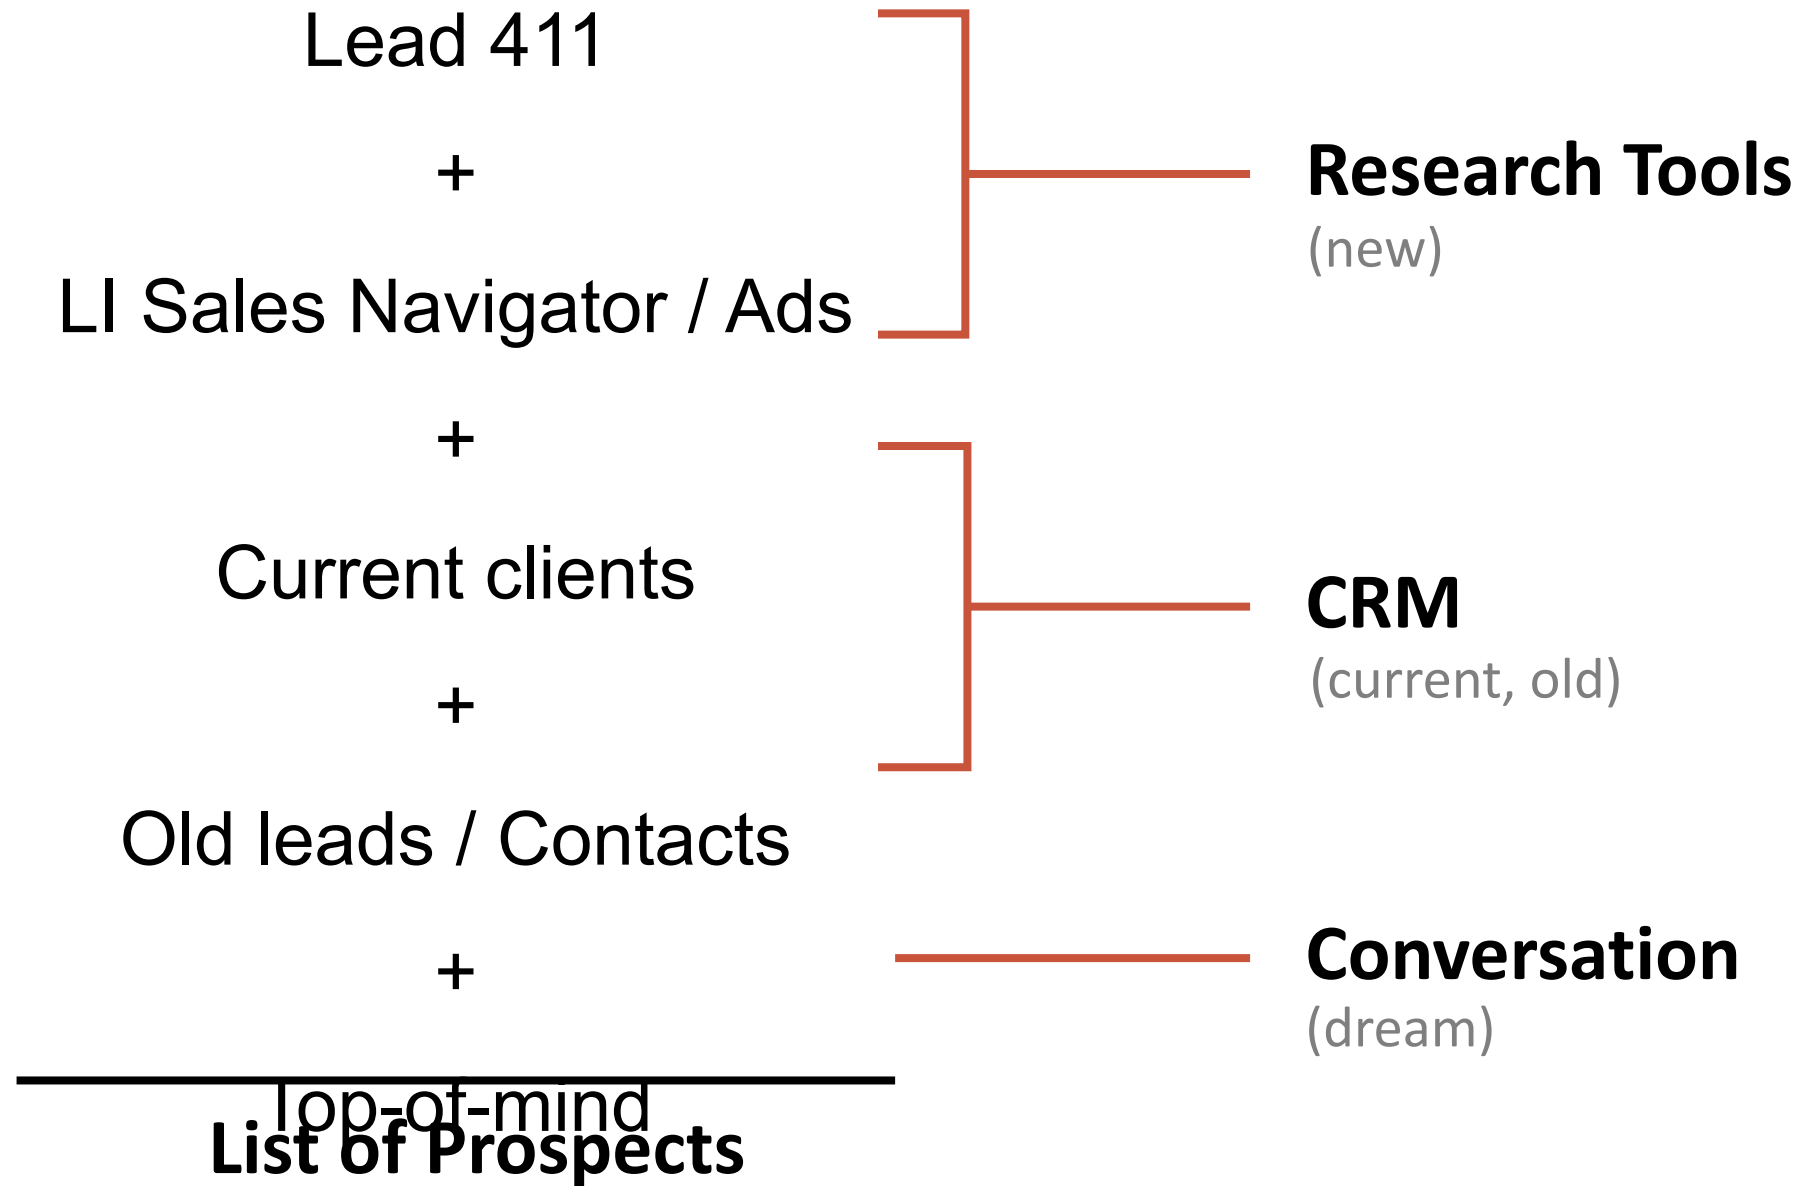 Lead 411
+
LI Sales Navigator / Ads
+
Current clients
+
Old leads / Contacts
+
Top-of-mind
List of Prospects
Research Tools
(new)
CRM
(current, old)
Conversation
(dream)